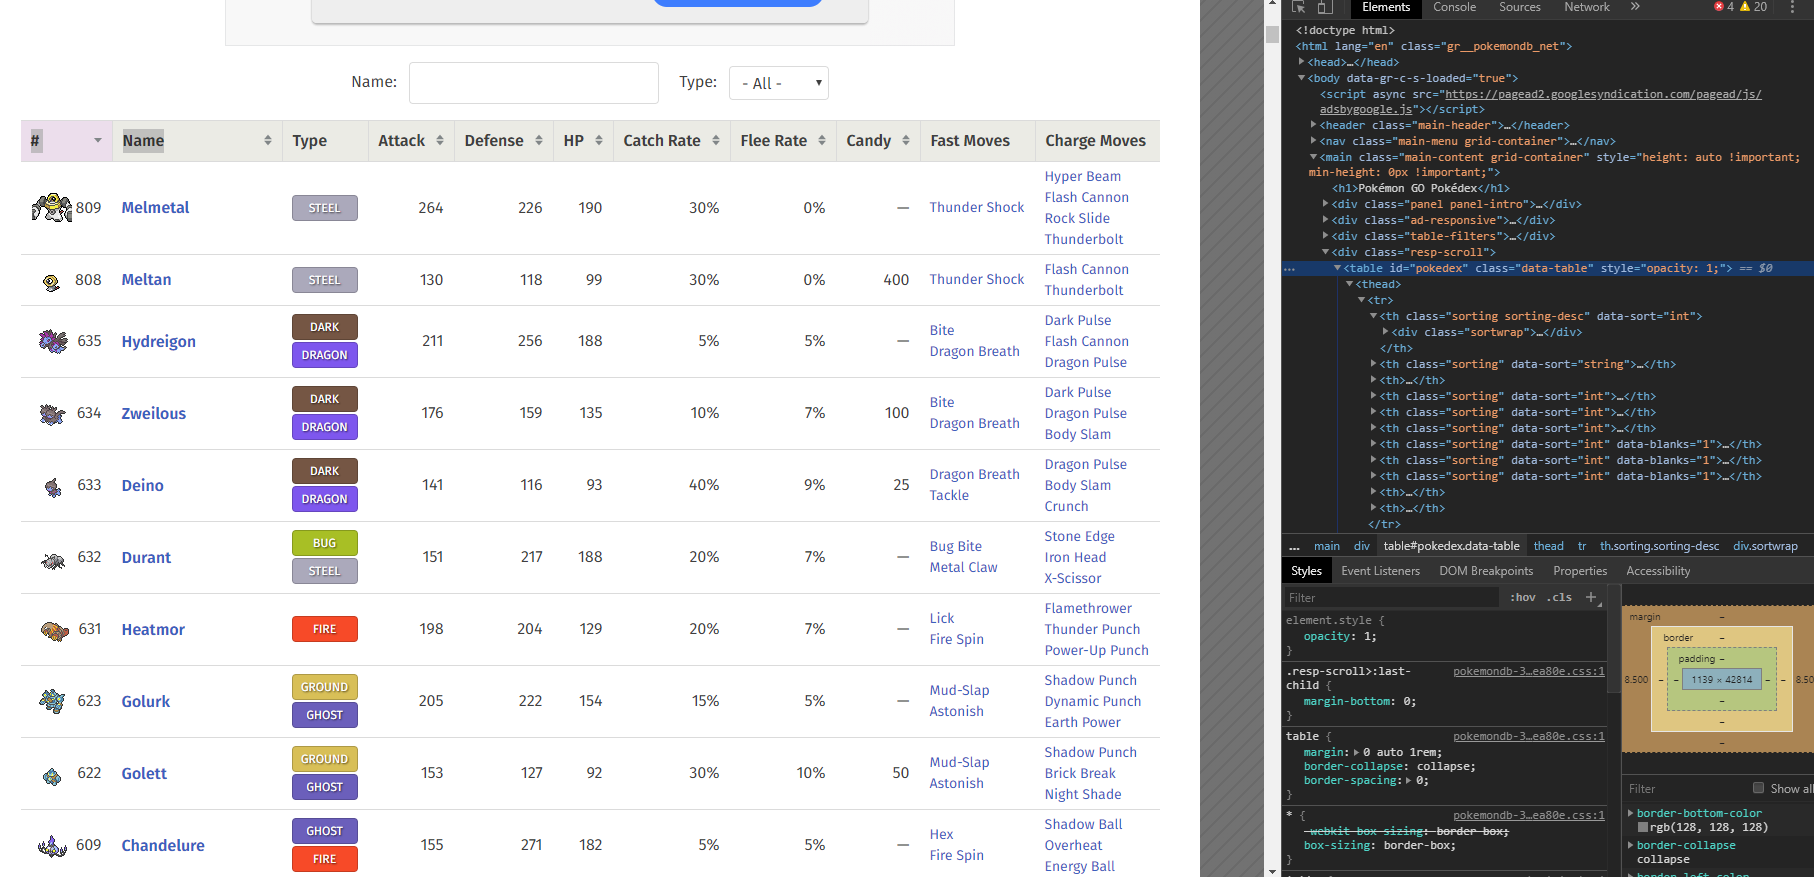 Name:
Type:
- All -
# Name Type Attack Defense HP Catch Rate Flee Rate Candy Fast Moves Charge Moves
809 Melmetal STEEL 264 226 190 30% 0% — Thunder Shock
Hyper Beam
Flash Cannon
Rock Slide
Thunderbolt
808 Meltan STEEL 130 118 99 30% 0% 400 Thunder Shock
Flash Cannon
Thunderbolt
635 Hydreigon
DARK
DRAGON
211 256 188 5% 5% —
Bite
Dragon Breath
Dark Pulse
Flash Cannon
Dragon Pulse
634 Zweilous
DARK
DRAGON
176 159 135 10% 7% 100
Bite
Dragon Breath
Dark Pulse
Dragon Pulse
Body Slam
633 Deino
DARK
DRAGON
141 116 93 40% 9% 25
Dragon Breath
Tackle
Dragon Pulse
Body Slam
Crunch
632 Durant
BUG
STEEL
151 217 188 20% 7% —
Bug Bite
Metal Claw
Stone Edge
Iron Head
X-Scissor
631 Heatmor
FIRE
198 204 129 20% 7% —
Lick
Fire Spin
Flamethrower
Thunder Punch
Power-Up Punch
623 Golurk
GROUND
GHOST
205 222 154 15% 5% —
Mud-Slap
Astonish
Shadow Punch
Dynamic Punch
Earth Power
622 Golett
GROUND
GHOST
153 127 92 30% 10% 50
Mud-Slap
Astonish
Shadow Punch
Brick Break
Night Shade
609 Chandelure
GHOST
FIRE
155 271 182 5% 5% —
Hex
Fire Spin
Shadow Ball
Overheat
Energy Ball
Elements Console Sources Network » 4 20
<!doctype html>
<html lang="en" class="gr__pokemondb_net">
<head>…</head>
<body data-gr-c-s-loaded="true">
<script async src="https://pagead2.googlesyndication.com/pagead/js/
adsbygoogle.js"></script>
<header class="main-header">…</header>
<nav class="main-menu grid-container">…</nav>
<main class="main-content grid-container" style="height: auto !important;
min-height: 0px !important;">
<h1>Pokémon GO Pokédex</h1>
<div class="panel panel-intro">…</div>
<div class="ad-responsive">…</div>
<div class="table-filters">…</div>
<div class="resp-scroll">
… <table id="pokedex" class="data-table" style="opacity: 1;"> == $0
<thead>
<tr>
<th class="sorting sorting-desc" data-sort="int">
<div class="sortwrap">…</div>
</th>
<th class="sorting" data-sort="string">…</th>
<th>…</th>
<th class="sorting" data-sort="int">…</th>
<th class="sorting" data-sort="int">…</th>
<th class="sorting" data-sort="int">…</th>
<th class="sorting" data-sort="int" data-blanks="1">…</th>
<th class="sorting" data-sort="int" data-blanks="1">…</th>
<th class="sorting" data-sort="int" data-blanks="1">…</th>
<th>…</th>
<th>…</th>
</tr>
... main div table#pokedex.data-table thead tr th.sorting.sorting-desc div.sortwrap
Styles Event Listeners DOM Breakpoints Properties Accessibility
Filter :hov .cls +
element.style {
opacity: 1;
}
.resp-scroll>:last-child { pokemondb-3…ea80e.css:1
margin-bottom: 0;
}
table { pokemondb-3…ea80e.css:1
margin: 0 auto 1rem;
border-collapse: collapse;
border-spacing: 0;
}
* { pokemondb-3…ea80e.css:1
-webkit-box-sizing: border-box;
box-sizing: border-box;
}
margin –
border –
padding –
8.500 – – 1139 × 42814 – – 8.50
–
–
–
Filter Show all
border-bottom-color
rgb(128, 128, 128)
border-collapse
collapse
border-left-color